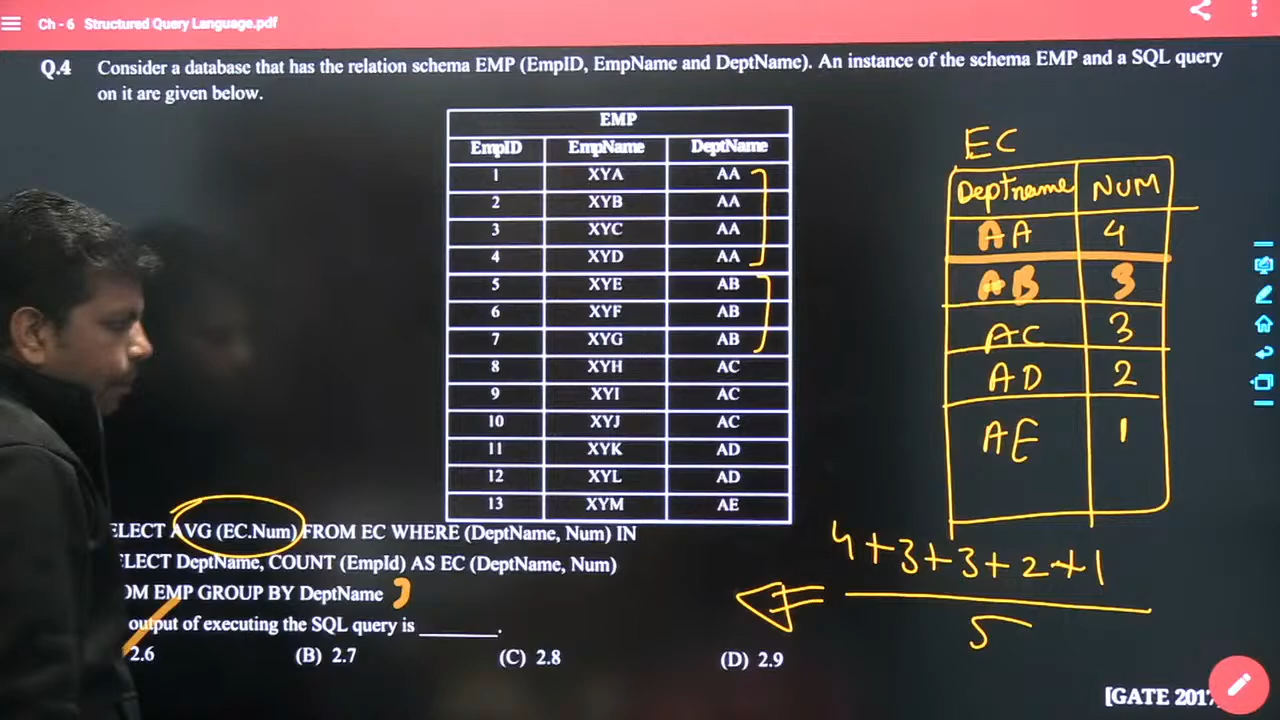 Ch - 6 Structured Query Language.pdf
Q.4 Consider a database that has the relation schema EMP (EmpID, EmpName and DeptName). An instance of the schema EMP and a SQL query
on it are given below.
EMP
EmpID EmpName DeptName
1 XYA AA
2 XYB AA
3 XYC AA
4 XYD AA
5 XYE AB
6 XYF AB
7 XYG AB
8 XYH AC
9 XYI AC
10 XYJ AC
11 XYK AD
12 XYL AD
13 XYM AE
EC
Deptname NUM
AA 4
AB 3
AC 3
AD 2
AE 1
4+3+3+2+1
5
ELECT AVG (EC.Num) FROM EC WHERE (DeptName, Num) IN
LECT DeptName, COUNT (EmpId) AS EC (DeptName, Num)
OM EMP GROUP BY DeptName )
output of executing the SQL query is ________.
2.6 (B) 2.7 (C) 2.8 (D) 2.9
[GATE 2017